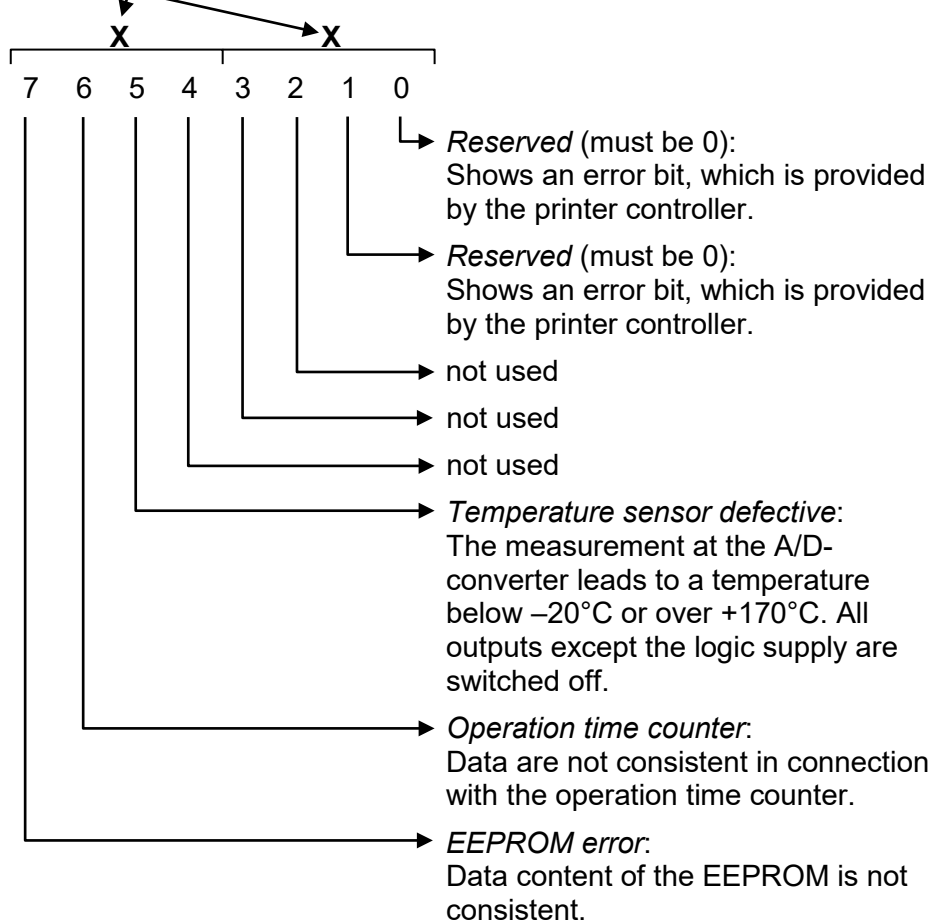 X X
7 6 5 4 3 2 1 0
Reserved (must be 0):
Shows an error bit, which is provided
by the printer controller.
Reserved (must be 0):
Shows an error bit, which is provided
by the printer controller.
not used
not used
not used
Temperature sensor defective:
The measurement at the A/D-
converter leads to a temperature
below –20°C or over +170°C. All
outputs except the logic supply are
switched off.
Operation time counter:
Data are not consistent in connection
with the operation time counter.
EEPROM error:
Data content of the EEPROM is not
consistent.